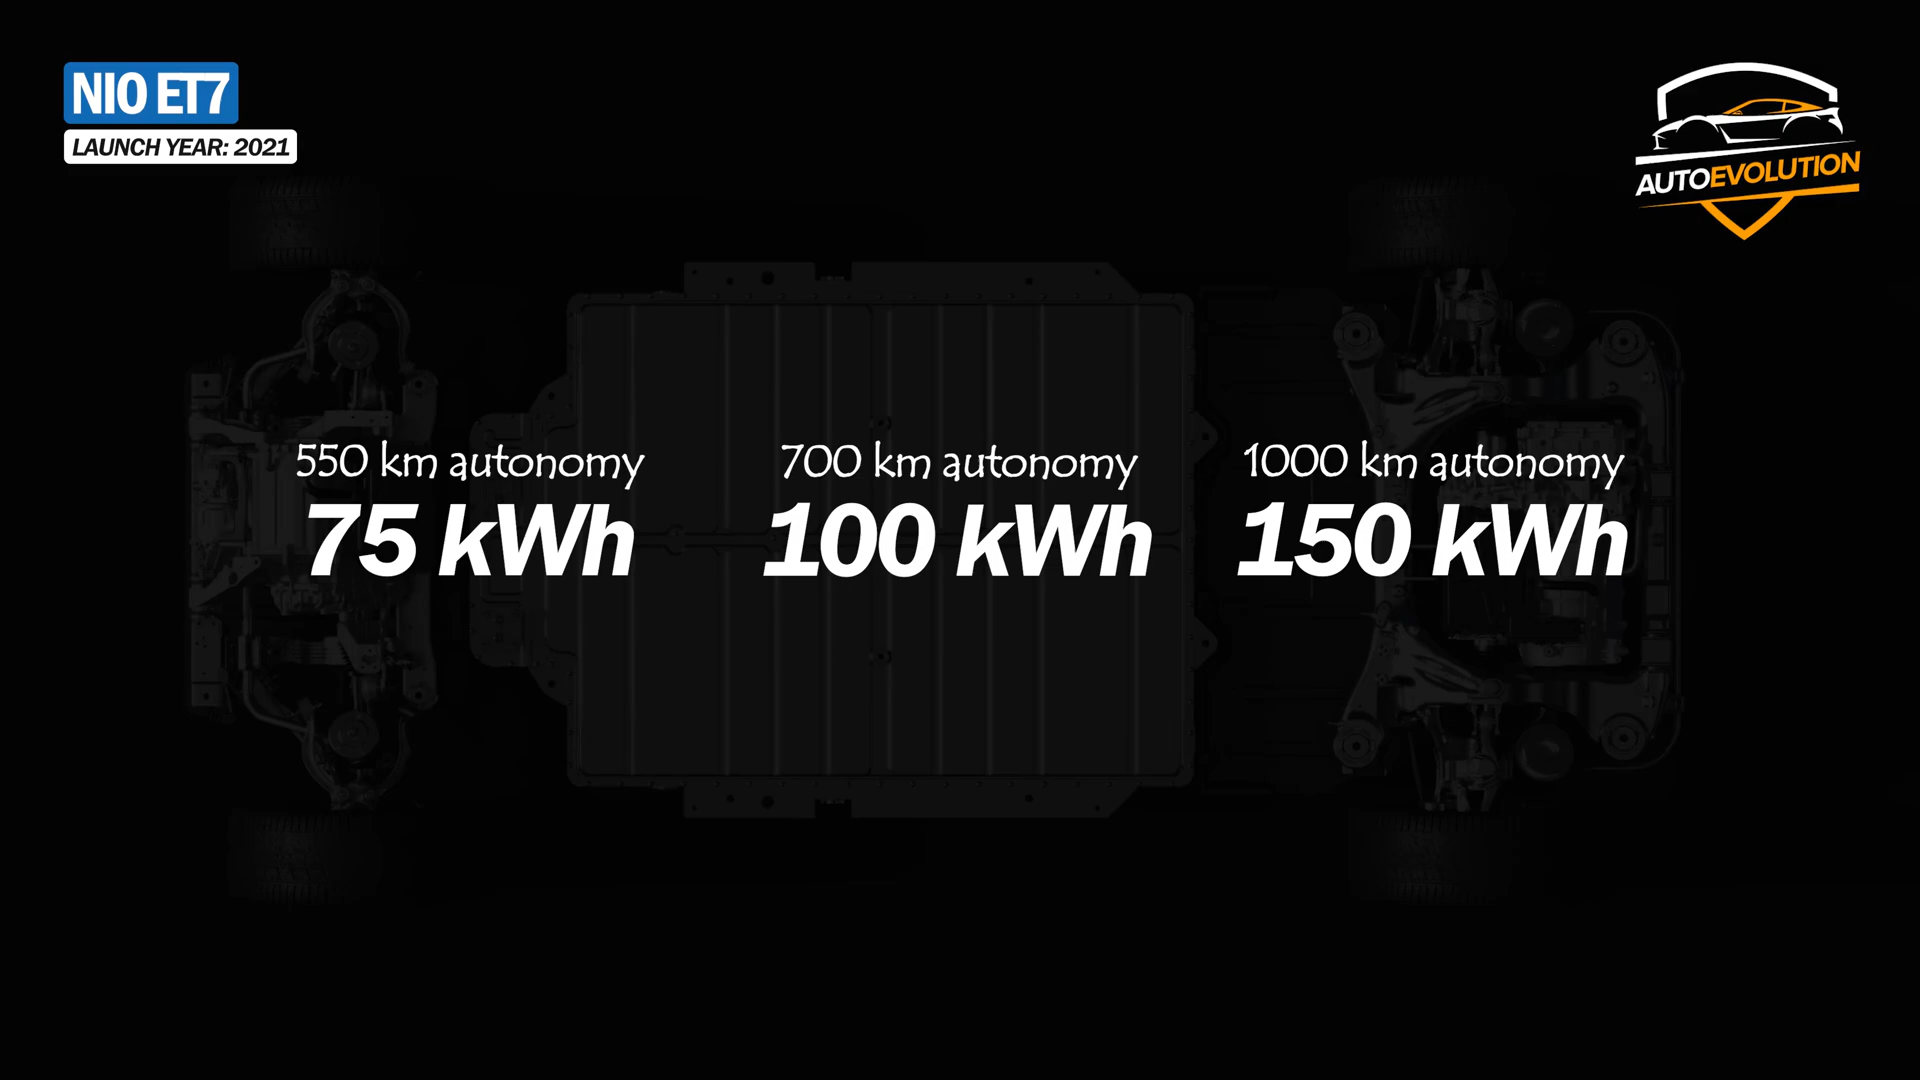 NIO ET7
LAUNCH YEAR: 2021
AUTOEVOLUTION
550 km autonomy
75 kWh
700 km autonomy
100 kWh
1000 km autonomy
150 kWh